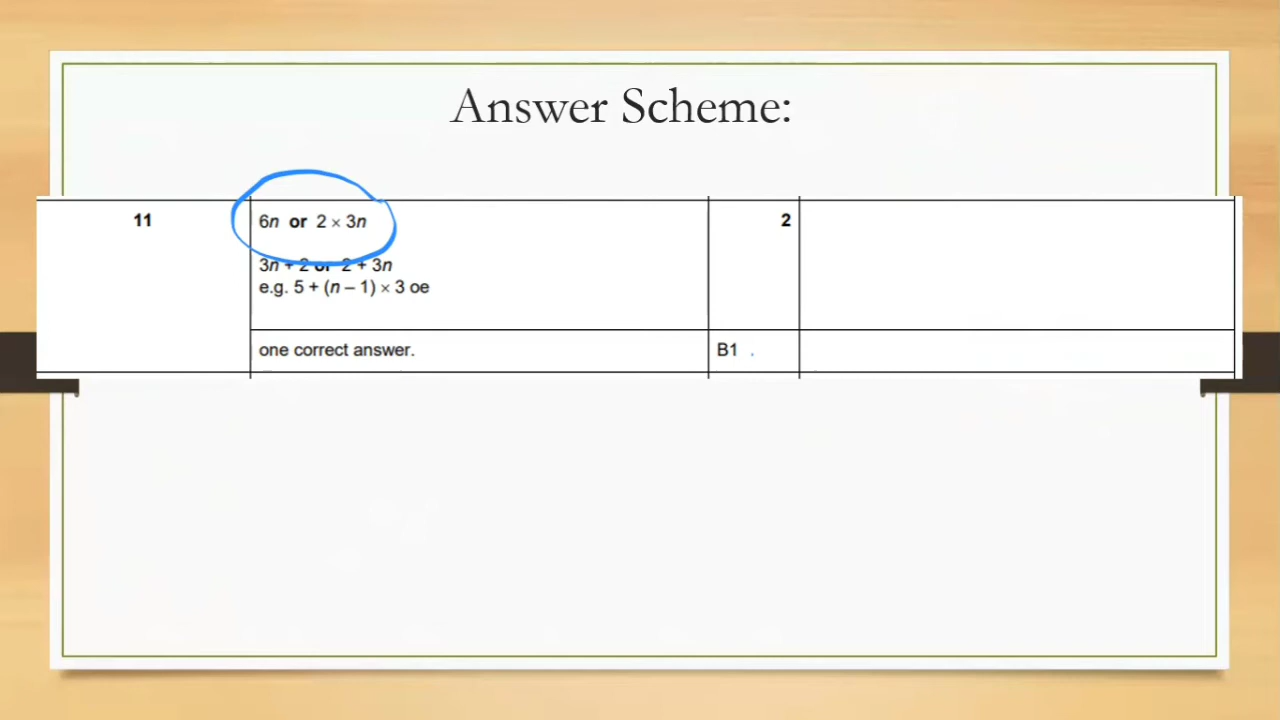 Answer Scheme:
11
6n or 2 × 3n
2
3n + 2 or 2 + 3n
e.g. 5 + (n – 1) × 3 oe
one correct answer.
B1